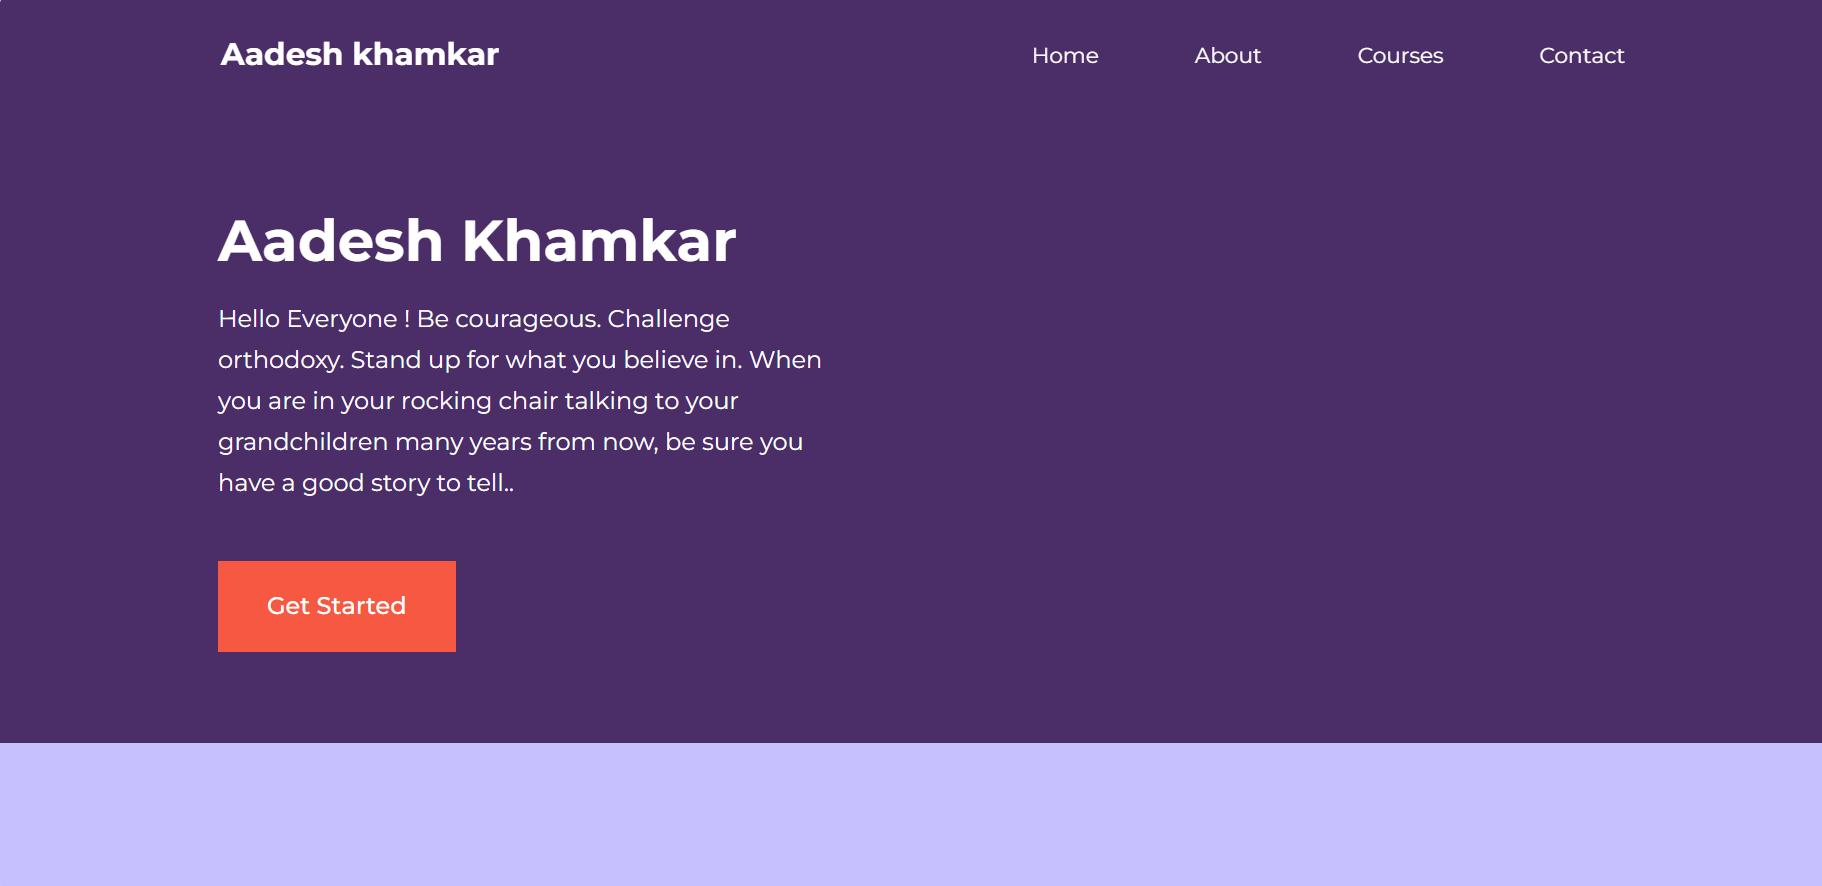 Aadesh khamkar
Home
About
Courses
Contact
Aadesh Khamkar
Hello Everyone ! Be courageous. Challenge
orthodoxy. Stand up for what you believe in. When
you are in your rocking chair talking to your
grandchildren many years from now, be sure you
have a good story to tell..
Get Started